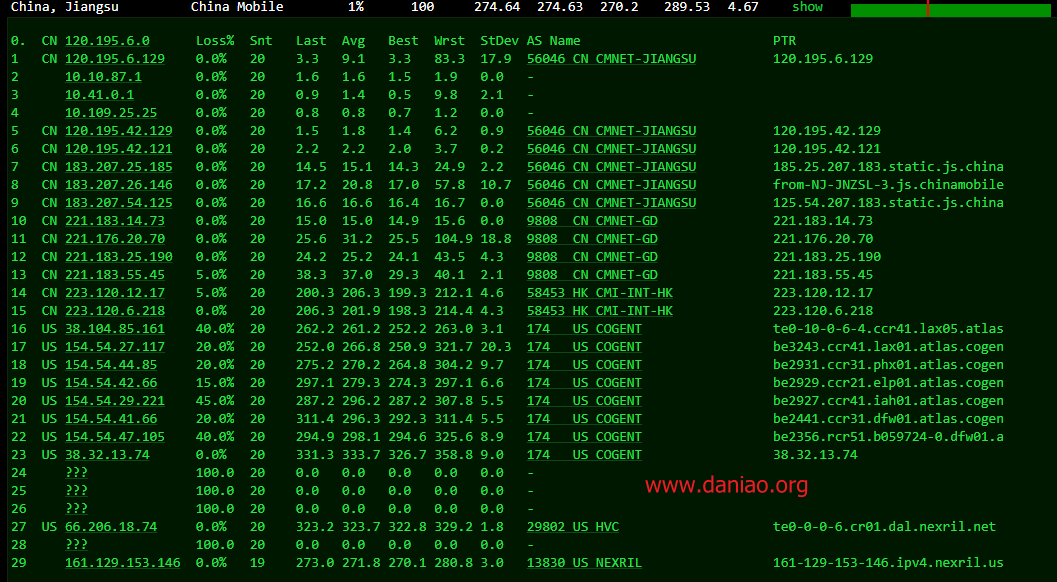 China, Jiangsu China Mobile 1% 100 274.64 274.63 270.2 289.53 4.67 show
0. CN 120.195.6.0 Loss% Snt Last Avg Best Wrst StDev AS Name PTR
1 CN 120.195.6.129 0.0% 20 3.3 9.1 3.3 83.3 17.9 56046 CN CMNET-JIANGSU 120.195.6.129
2 10.10.87.1 0.0% 20 1.6 1.6 1.5 1.9 0.0 -
3 10.41.0.1 0.0% 20 0.9 1.4 0.5 9.8 2.1 -
4 10.109.25.25 0.0% 20 0.8 0.8 0.7 1.2 0.0 -
5 CN 120.195.42.129 0.0% 20 1.5 1.8 1.4 6.2 0.9 56046 CN CMNET-JIANGSU 120.195.42.129
6 CN 120.195.42.121 0.0% 20 2.2 2.2 2.0 3.7 0.2 56046 CN CMNET-JIANGSU 120.195.42.121
7 CN 183.207.25.185 0.0% 20 14.5 15.1 14.3 24.9 2.2 56046 CN CMNET-JIANGSU 185.25.207.183.static.js.china
8 CN 183.207.26.146 0.0% 20 17.2 20.8 17.0 57.8 10.7 56046 CN CMNET-JIANGSU from-NJ-JNZSL-3.js.chinamobile
9 CN 183.207.54.125 0.0% 20 16.6 16.6 16.4 16.7 0.0 56046 CN CMNET-JIANGSU 125.54.207.183.static.js.china
10 CN 221.183.14.73 0.0% 20 15.0 15.0 14.9 15.6 0.0 9808 CN CMNET-GD 221.183.14.73
11 CN 221.176.20.70 0.0% 20 25.6 31.2 25.5 104.9 18.8 9808 CN CMNET-GD 221.176.20.70
12 CN 221.183.25.190 0.0% 20 24.2 25.2 24.1 43.5 4.3 9808 CN CMNET-GD 221.183.25.190
13 CN 221.183.55.45 5.0% 20 38.3 37.0 29.3 40.1 2.1 9808 CN CMNET-GD 221.183.55.45
14 CN 223.120.12.17 5.0% 20 200.3 206.3 199.3 212.1 4.6 58453 HK CMI-INT-HK 223.120.12.17
15 CN 223.120.6.218 0.0% 20 206.3 201.9 198.3 214.4 4.3 58453 HK CMI-INT-HK 223.120.6.218
16 US 38.104.85.161 40.0% 20 262.2 261.2 252.2 263.0 3.1 174 US COGENT te0-10-0-6-4.ccr41.lax05.atlas
17 US 154.54.27.117 20.0% 20 252.0 266.8 250.9 321.7 20.3 174 US COGENT be3243.ccr41.lax01.atlas.cogen
18 US 154.54.44.85 20.0% 20 275.2 270.2 264.8 304.2 9.7 174 US COGENT be2931.ccr31.phx01.atlas.cogen
19 US 154.54.42.66 15.0% 20 297.1 279.3 274.3 297.1 6.6 174 US COGENT be2929.ccr21.elp01.atlas.cogen
20 US 154.54.29.221 45.0% 20 287.2 296.2 287.2 307.8 5.5 174 US COGENT be2927.ccr41.iah01.atlas.cogen
21 US 154.54.41.66 20.0% 20 311.4 296.3 292.3 311.4 5.5 174 US COGENT be2441.ccr31.dfw01.atlas.cogen
22 US 154.54.47.105 40.0% 20 294.9 298.1 294.6 325.6 8.9 174 US COGENT be2356.rcr51.b059724-0.dfw01.a
23 US 38.32.13.74 0.0% 20 331.3 333.7 326.7 358.8 9.0 174 US COGENT 38.32.13.74
24 ??? 100.0 20 0.0 0.0 0.0 0.0 0.0 -
25 ??? 100.0 20 0.0 0.0 0.0 0.0 0.0 -
www.daniao.org
26 ??? 100.0 20 0.0 0.0 0.0 0.0 0.0 -
27 US 66.206.18.74 0.0% 20 323.2 323.7 322.8 329.2 1.8 29802 US HVC te0-0-0-6.cr01.dal.nexril.net
28 ??? 100.0 20 0.0 0.0 0.0 0.0 0.0 -
29 161.129.153.146 0.0% 19 273.0 271.8 270.1 280.8 3.0 13830 US NEXRIL 161-129-153-146.ipv4.nexril.us